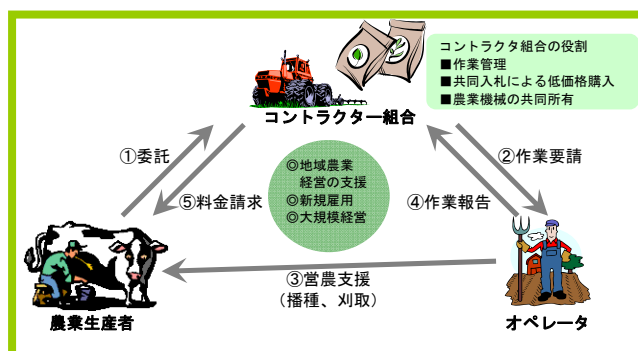 コントラクタ組合の役割
■作業管理
■共同入札による低価格購入
■農業機械の共同所有
コントラクター組合
①委託
②作業要請
◎地域農業
経営の支援
◎新規雇用
◎大規模経営
⑤料金請求
④作業報告
③営農支援
(播種、刈取)
農業生産者
オペレータ